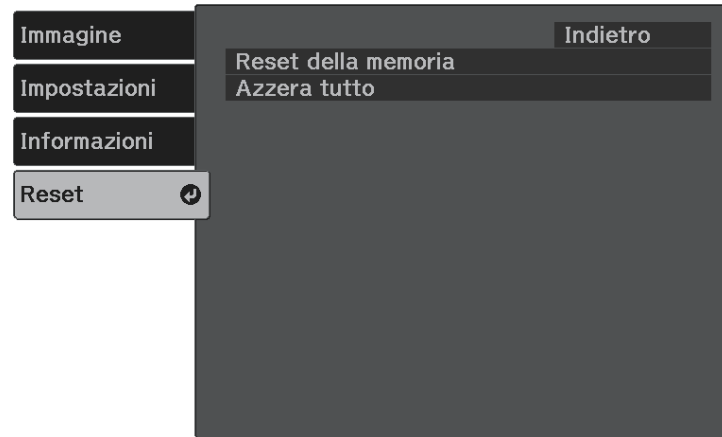 Immagine
Impostazioni
Informazioni
Reset
Indietro
Reset della memoria
Azzera tutto